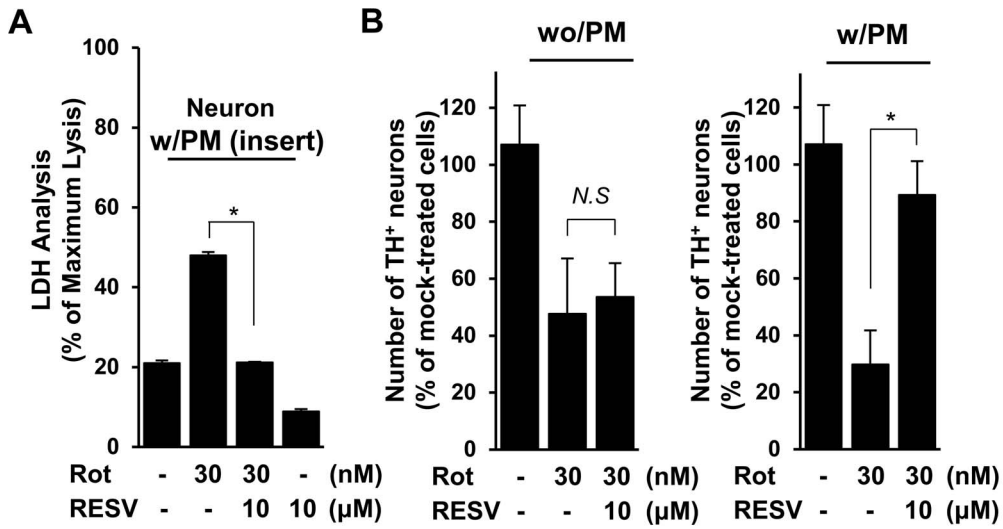 A
LDH Analysis
(% of Maximum Lysis)
100
80
60
40
20
0
Neuron
w/PM (insert)
*
Rot - 30 30 - (nM)
RESV - - 10 10 (µM)
B
wo/PM
Number of TH⁺ neurons
(% of mock-treated cells)
120
100
80
60
40
20
0
N.S
Rot - 30 30 (nM)
RESV - - 10 (µM)
w/PM
Number of TH⁺ neurons
(% of mock-treated cells)
120
100
80
60
40
20
0
*
Rot - 30 30 (nM)
RESV - - 10 (µM)